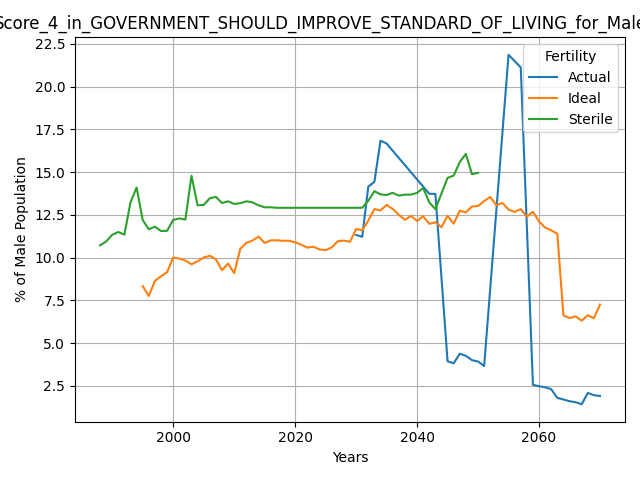 Score_4_in_GOVERNMENT_SHOULD_IMPROVE_STANDARD_OF_LIVING_for_Male
Fertility
Actual
Ideal
Sterile
22.5
20.0
17.5
15.0
12.5
10.0
7.5
5.0
2.5
% of Male Population
2000 2020 2040 2060
Years